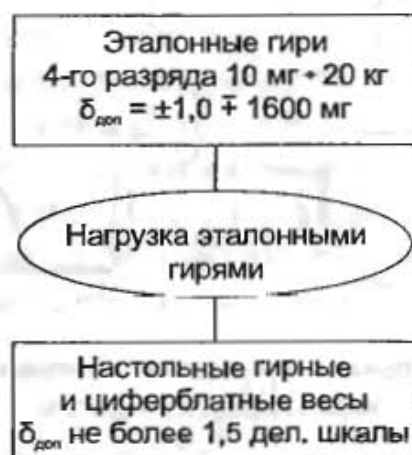 Эталонные гири
4-го разряда 10 мг ÷ 20 кг
δдоп = ±1,0 ∓ 1600 мг
Нагрузка эталонными
гирями
Настольные гирные
и циферблатные весы
δдоп не более 1,5 дел. шкалы